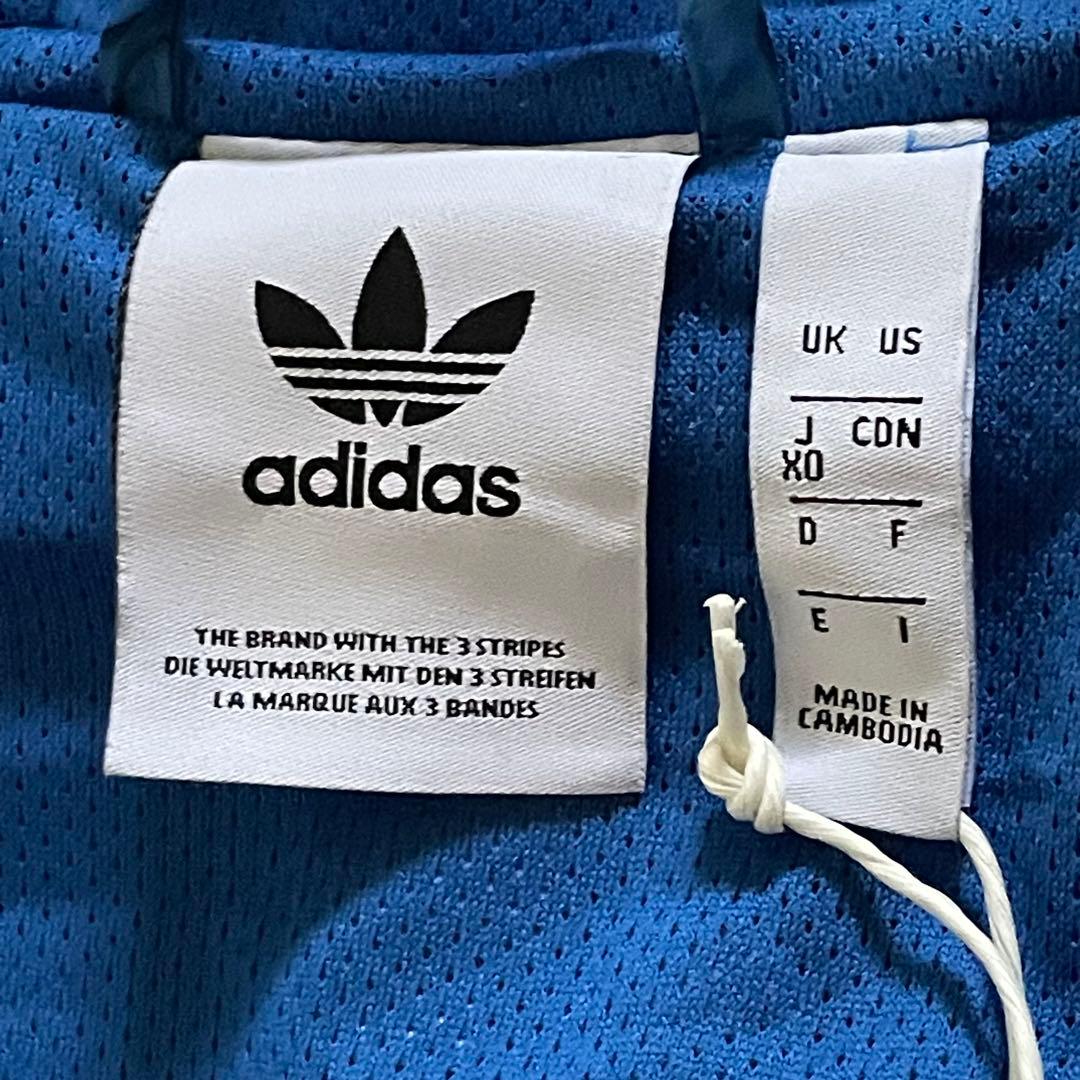 adidas
THE BRAND WITH THE 3 STRIPES
DIE WELTMARKE MIT DEN 3 STREIFEN
LA MARQUE AUX 3 BANDES
UK US
J CDN
XO
D F
E I
MADE IN
CAMBODIA